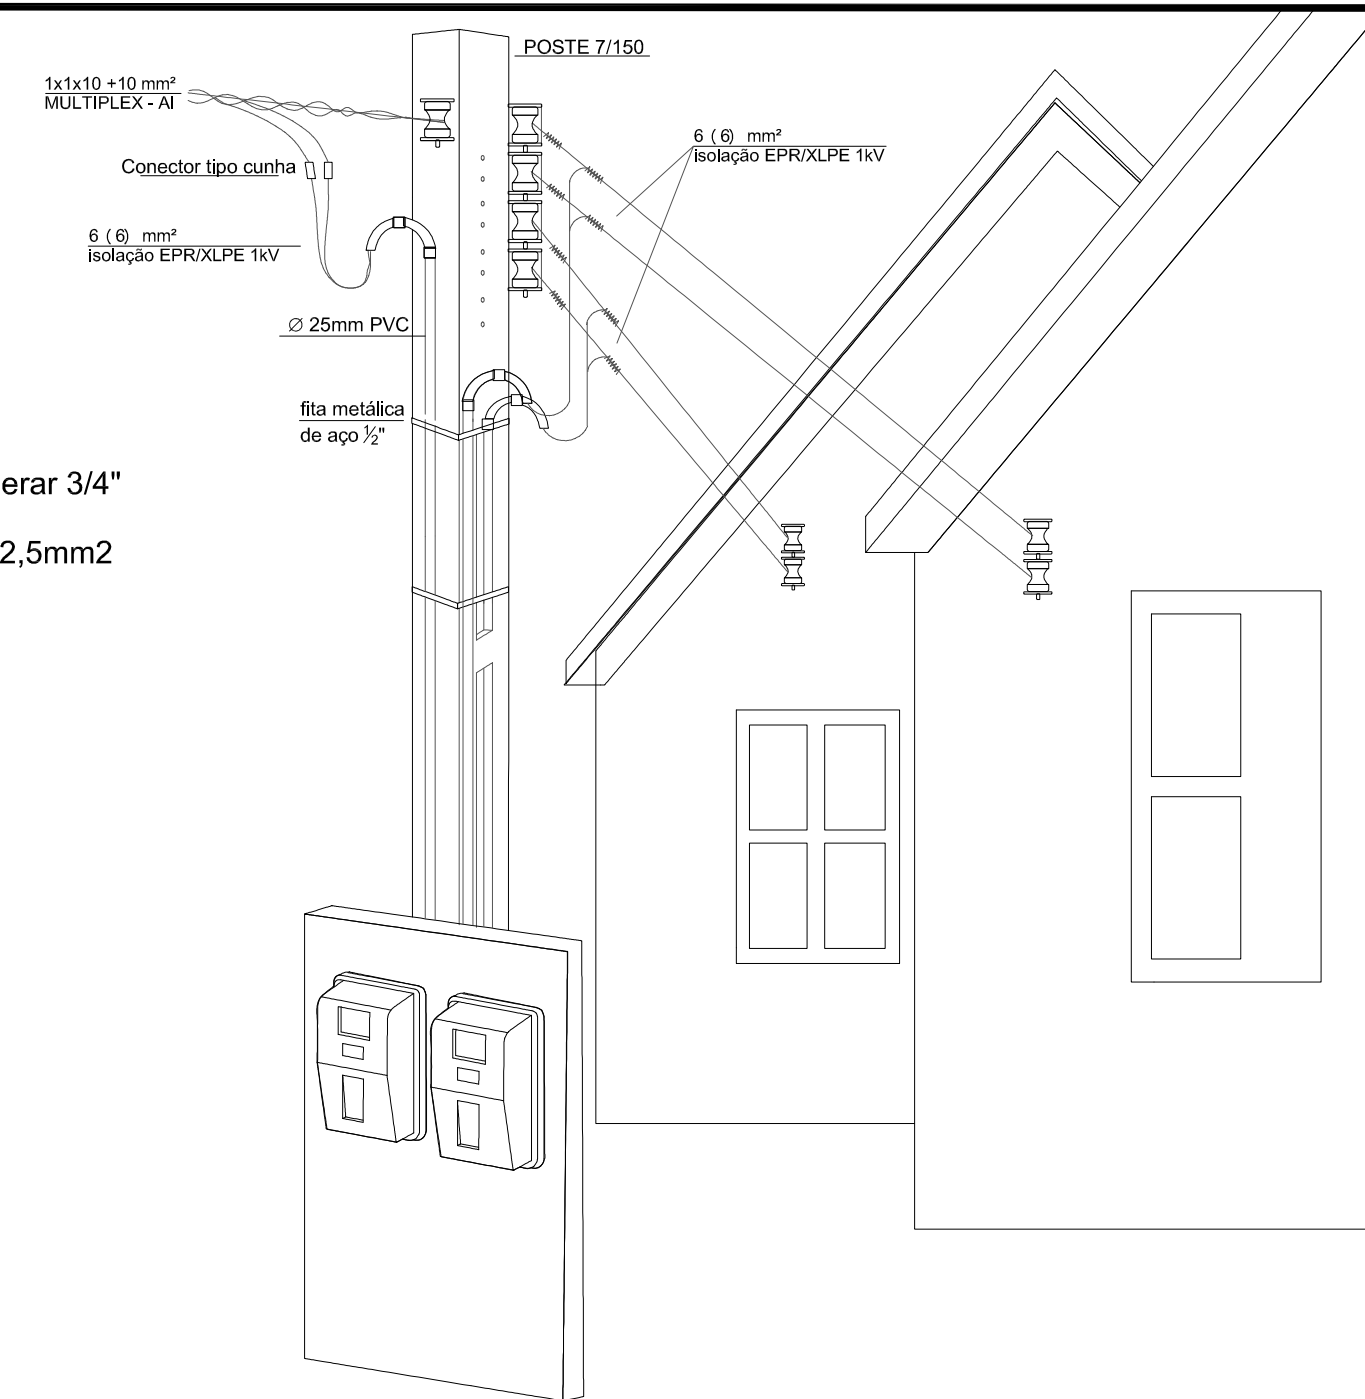 POSTE 7/150
1x1x10 +10 mm²
MULTIPLEX - Al
6 (6) mm²
isolação EPR/XLPE 1kV
Conector tipo cunha
6 (6) mm²
isolação EPR/XLPE 1kV
Ø 25mm PVC
fita metálica
de aço ½"
erar 3/4"
2,5mm2